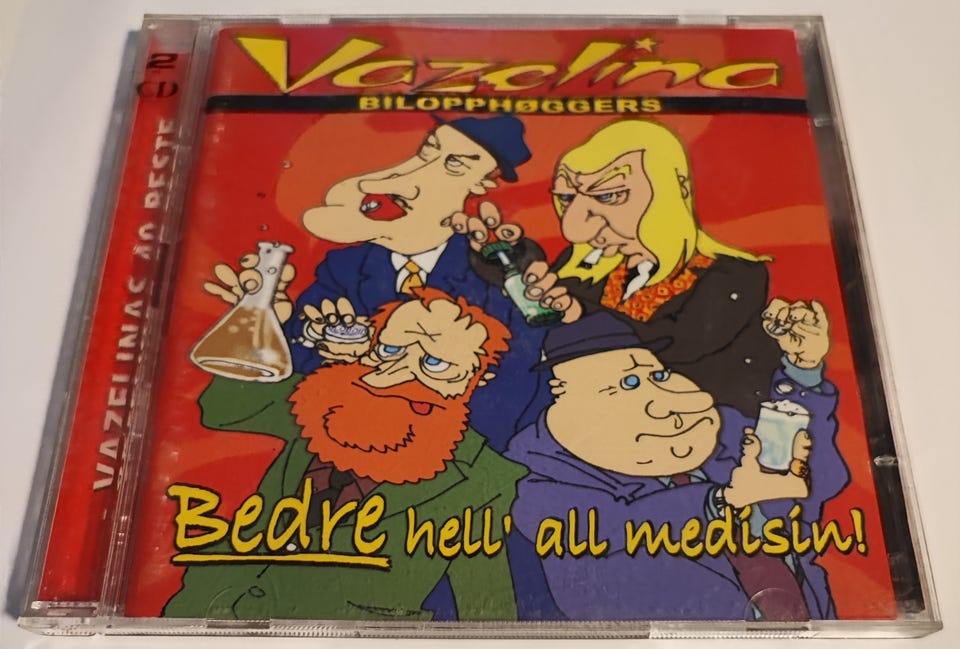 Vazelina
BILOPPHØGGERS
2
CD
VAZELINAS 40 BESTE
Bedre hell' all medisin!